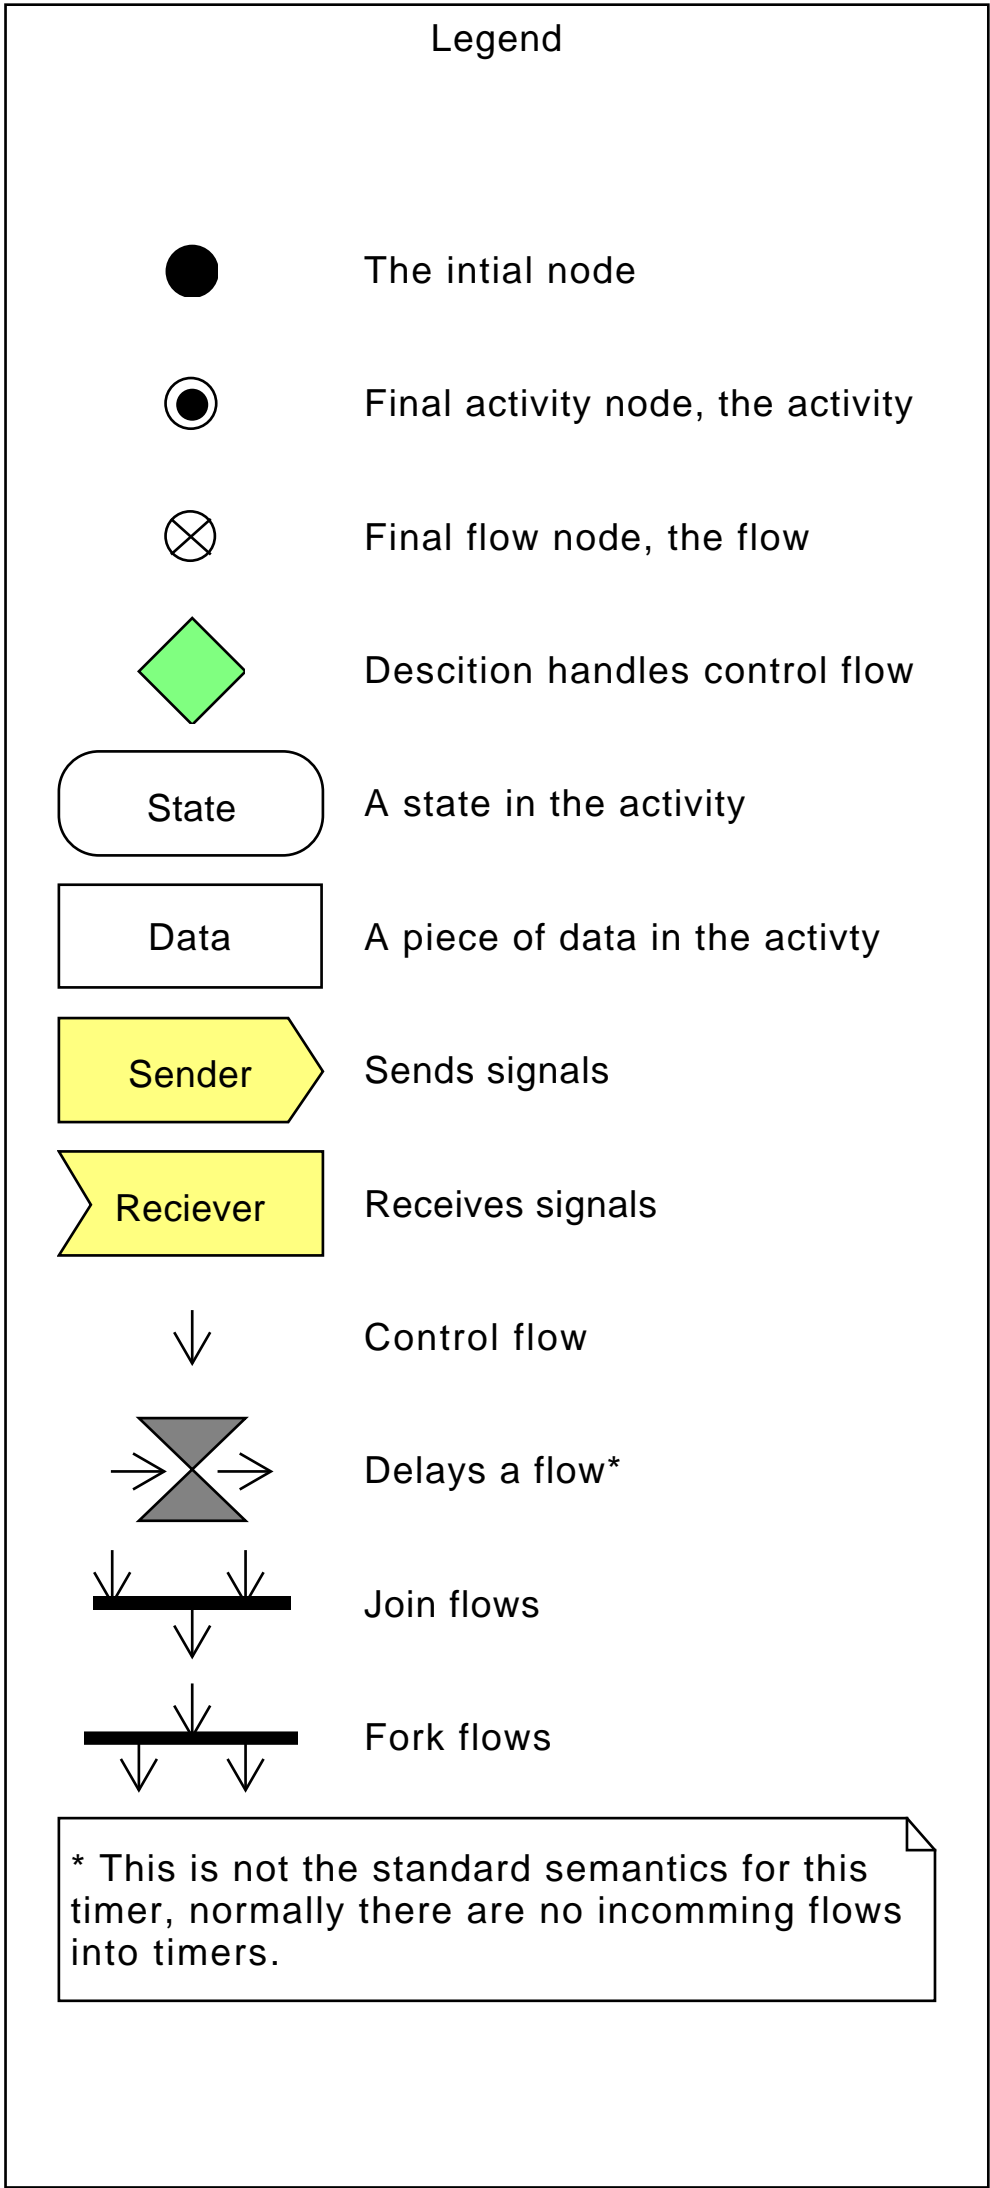 Legend
The intial node
Final activity node, the activity
Final flow node, the flow
Descition handles control flow
State
A state in the activity
Data
A piece of data in the activty
Sender
Sends signals
Reciever
Receives signals
Control flow
Delays a flow*
Join flows
Fork flows
* This is not the standard semantics for this
timer, normally there are no incomming flows
into timers.